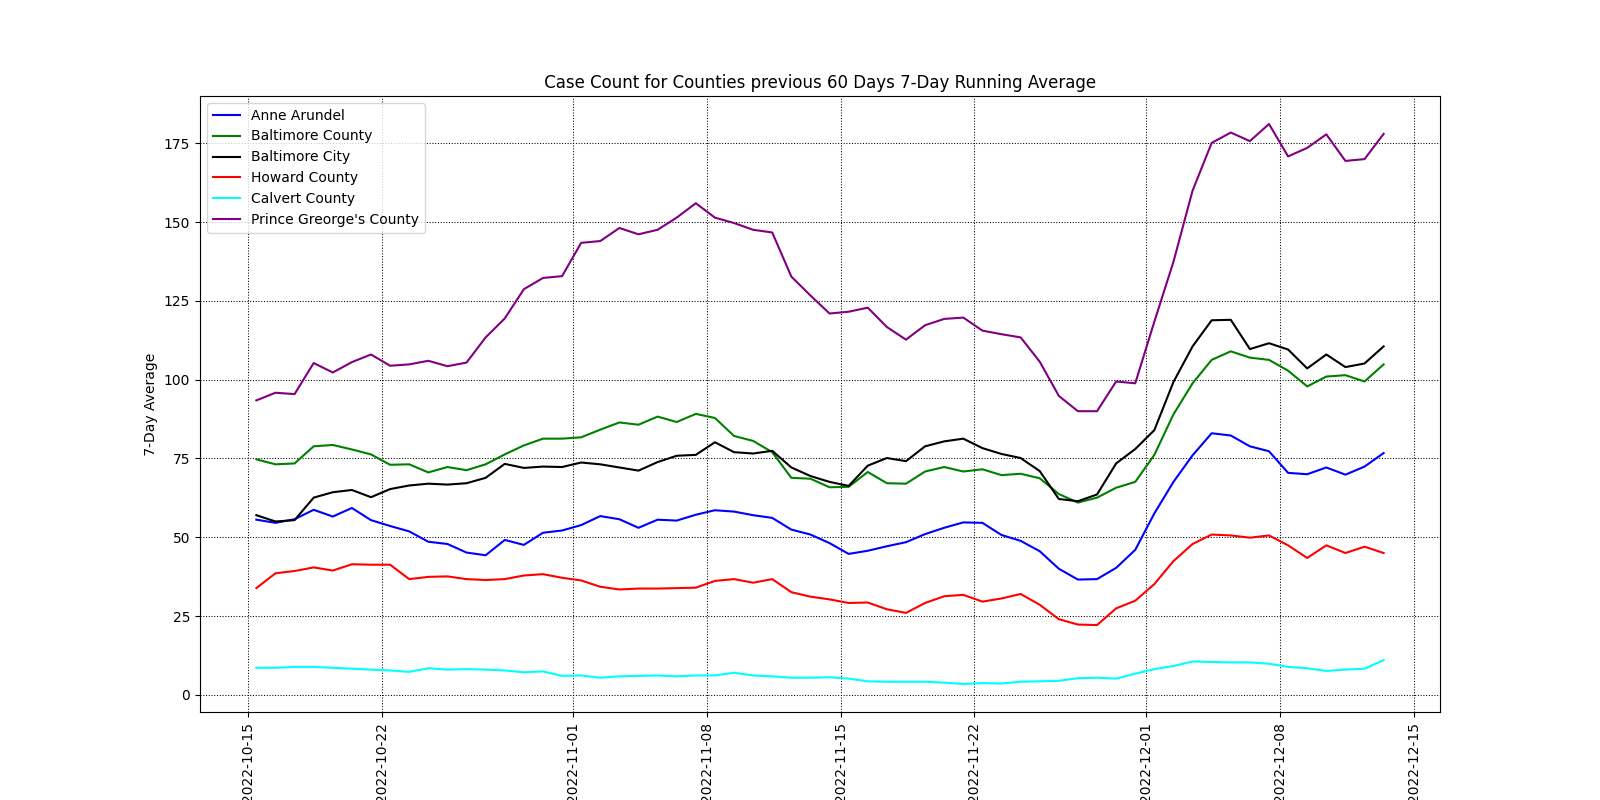 Case Count for Counties previous 60 Days 7-Day Running Average
Anne Arundel
Baltimore County
Baltimore City
Howard County
Calvert County
Prince Greorge's County
7-Day Average
175
150
125
100
75
50
25
0
2022-10-15
2022-10-22
2022-11-01
2022-11-08
2022-11-15
2022-11-22
2022-12-01
2022-12-08
2022-12-15